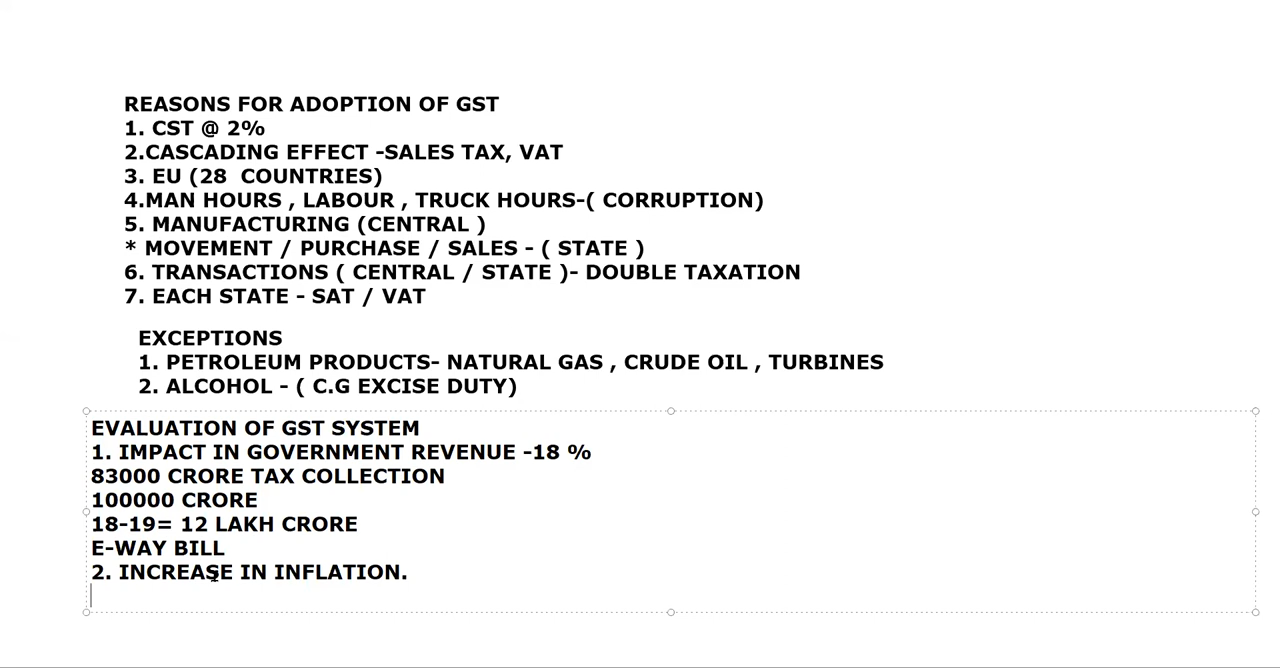 REASONS FOR ADOPTION OF GST
1. CST @ 2%
2.CASCADING EFFECT -SALES TAX, VAT
3. EU (28  COUNTRIES)
4.MAN HOURS , LABOUR , TRUCK HOURS-( CORRUPTION)
5. MANUFACTURING (CENTRAL )
* MOVEMENT / PURCHASE / SALES - ( STATE )
6. TRANSACTIONS ( CENTRAL / STATE )- DOUBLE TAXATION
7. EACH STATE - SAT / VAT
EXCEPTIONS
1. PETROLEUM PRODUCTS- NATURAL GAS , CRUDE OIL , TURBINES
2. ALCOHOL - ( C.G EXCISE DUTY)
EVALUATION OF GST SYSTEM
1. IMPACT IN GOVERNMENT REVENUE -18 %
83000 CRORE TAX COLLECTION
100000 CRORE
18-19= 12 LAKH CRORE
E-WAY BILL
2. INCREASE IN INFLATION.